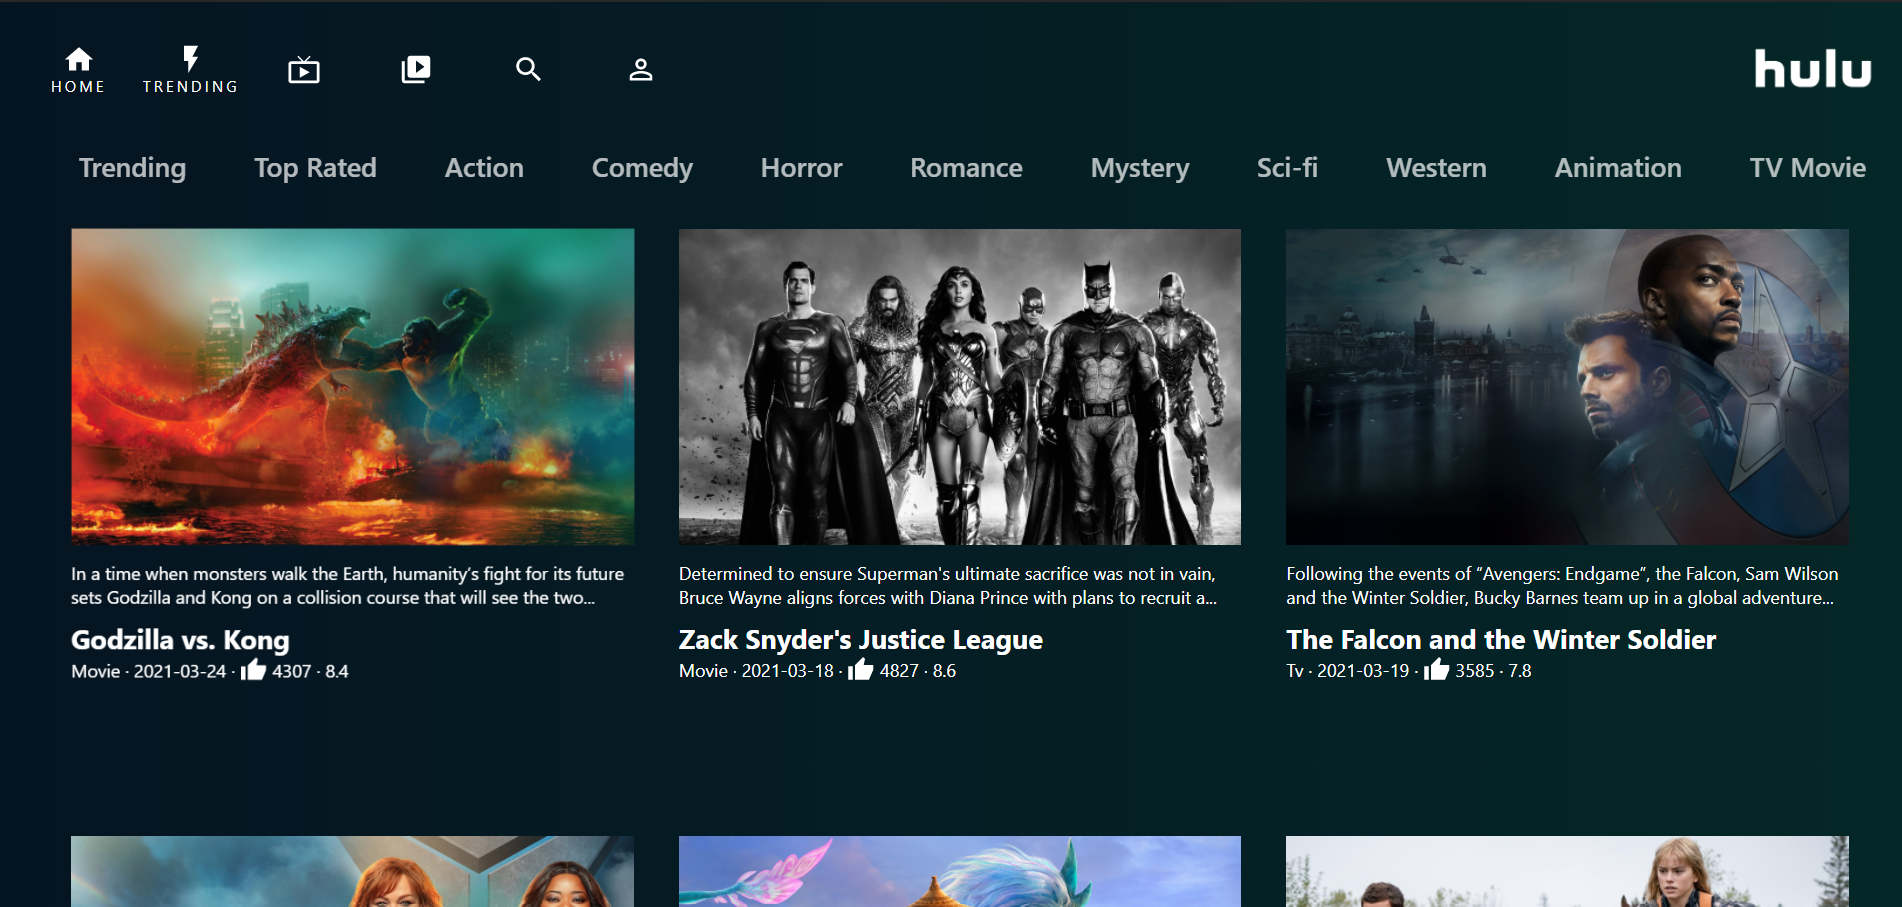 HOME
TRENDING
hulu
Trending
Top Rated
Action
Comedy
Horror
Romance
Mystery
Sci-fi
Western
Animation
TV Movie
In a time when monsters walk the Earth, humanity’s fight for its future
sets Godzilla and Kong on a collision course that will see the two...
Godzilla vs. Kong
Movie · 2021-03-24 · 4307 · 8.4
Determined to ensure Superman's ultimate sacrifice was not in vain,
Bruce Wayne aligns forces with Diana Prince with plans to recruit a...
Zack Snyder's Justice League
Movie · 2021-03-18 · 4827 · 8.6
Following the events of “Avengers: Endgame”, the Falcon, Sam Wilson
and the Winter Soldier, Bucky Barnes team up in a global adventure...
The Falcon and the Winter Soldier
Tv · 2021-03-19 · 3585 · 7.8